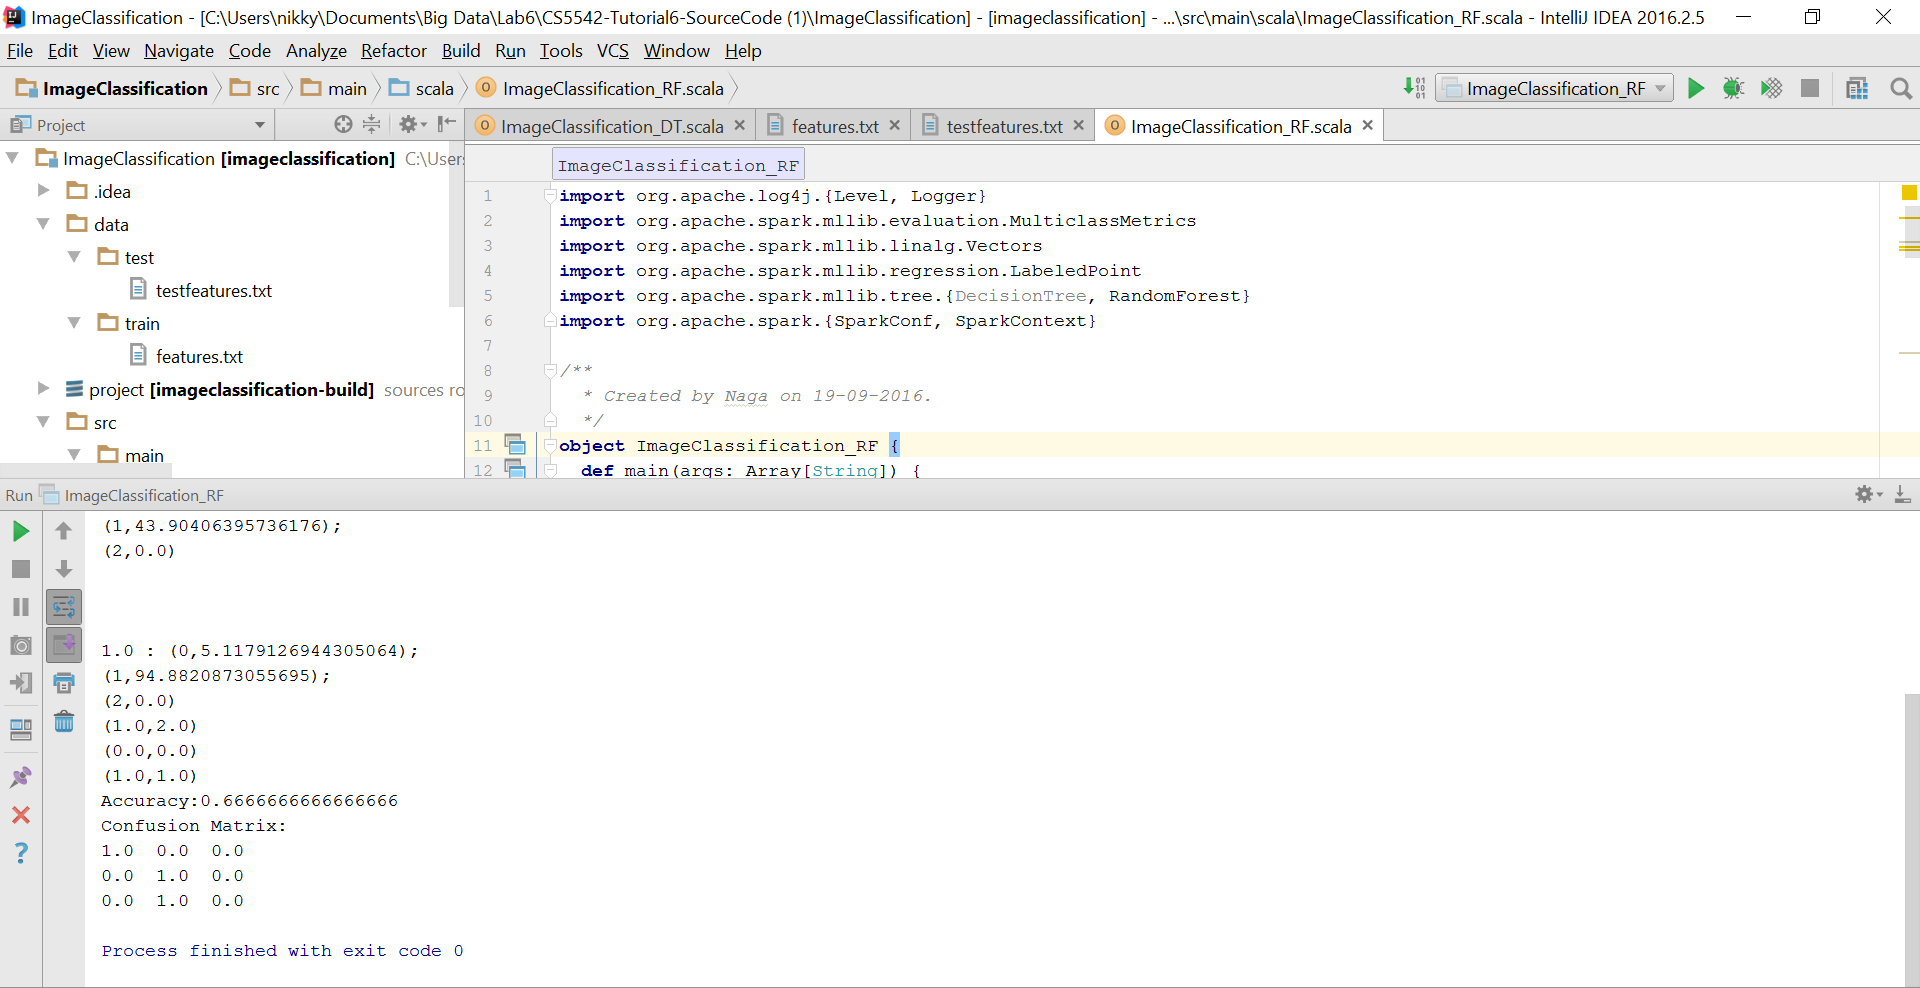 ImageClassification - [C:\Users\nikky\Documents\Big Data\Lab6\CS5542-Tutorial6-SourceCode (1)\ImageClassification] - [imageclassification] - ...\src\main\scala\ImageClassification_RF.scala - IntelliJ IDEA 2016.2.5
File Edit View Navigate Code Analyze Refactor Build Run Tools VCS Window Help
ImageClassification src main scala ImageClassification_RF.scala ImageClassification_RF
Project ImageClassification_DT.scala features.txt testfeatures.txt ImageClassification_RF.scala
ImageClassification [imageclassification] C:\Users
.idea
data
test
testfeatures.txt
train
features.txt
project [imageclassification-build] sources ro
src
main
ImageClassification_RF
1 import org.apache.log4j.{Level, Logger}
2 import org.apache.spark.mllib.evaluation.MulticlassMetrics
3 import org.apache.spark.mllib.linalg.Vectors
4 import org.apache.spark.mllib.regression.LabeledPoint
5 import org.apache.spark.mllib.tree.{DecisionTree, RandomForest}
6 import org.apache.spark.{SparkConf, SparkContext}
7
8 /**
9 * Created by Naga on 19-09-2016.
10 */
11 object ImageClassification_RF {
12 def main(args: Array[String]) {
Run ImageClassification_RF
(1,43.90406395736176);
(2,0.0)
1.0 : (0,5.1179126944305064);
(1,94.8820873055695);
(2,0.0)
(1.0,2.0)
(0.0,0.0)
(1.0,1.0)
Accuracy:0.6666666666666666
Confusion Matrix:
1.0 0.0 0.0
0.0 1.0 0.0
0.0 1.0 0.0
Process finished with exit code 0